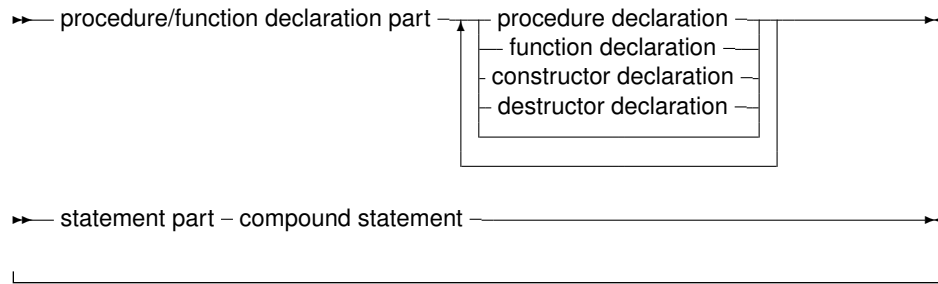 procedure/function declaration part procedure declaration
function declaration
constructor declaration
destructor declaration
statement part compound statement